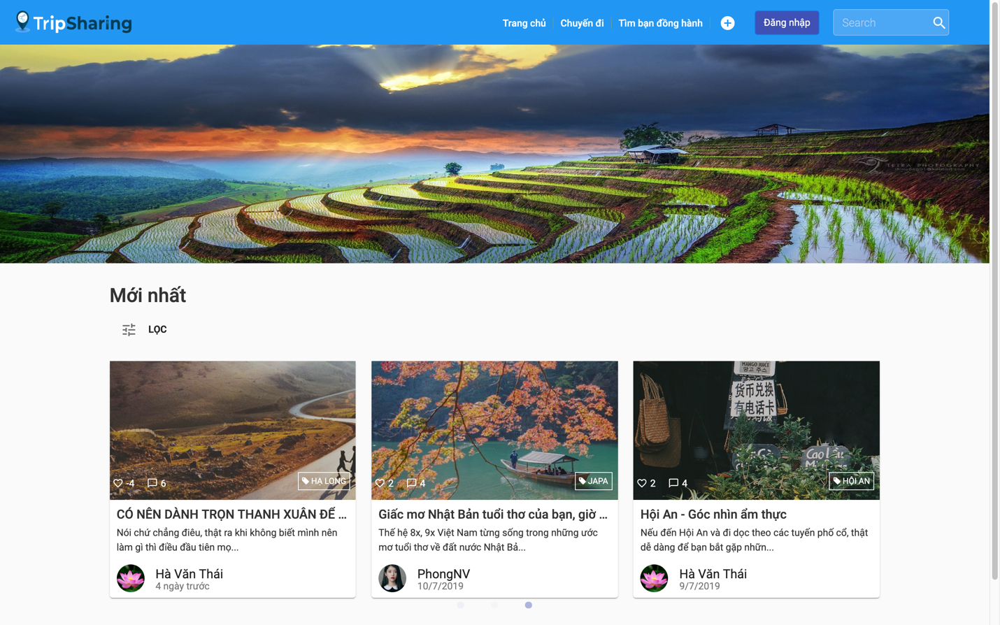 TripSharing
Trang chủ
Chuyến đi
Tìm bạn đồng hành
Đăng nhập
Search
TETRA PHOTOGRAPHY
Mới nhất
LỌC
-4
6
HẠ LONG
2
4
JAPA
MANGO JUICE
망고 주스
货币兑换
有电话卡
Cao Lầu
2
4
HỘI AN
CÓ NÊN DÀNH TRỌN THANH XUÂN ĐỂ ...
Nói chứ chẳng điêu, thật ra khi không biết mình nên
làm gì thì điều đầu tiên mọ...
Hà Văn Thái
4 ngày trước
Giấc mơ Nhật Bản tuổi thơ của bạn, giờ ...
Thế hệ 8x, 9x Việt Nam từng sống trong những ước
mơ tuổi thơ về đất nước Nhật Bả...
PhongNV
10/7/2019
Hội An - Góc nhìn ẩm thực
Nếu đến Hội An và đi dọc theo các tuyến phố cổ, thật
dễ dàng để bạn bắt gặp nhữn...
Hà Văn Thái
9/7/2019